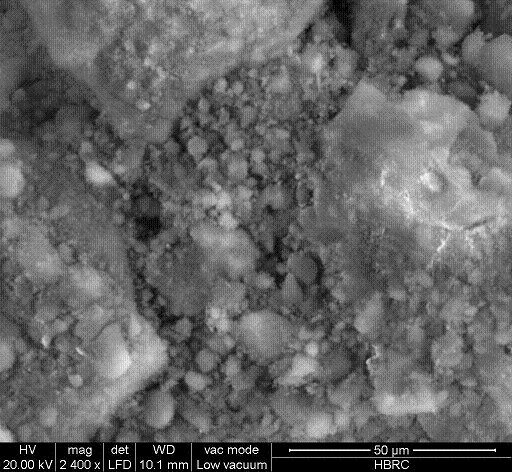 HV mag det WD vac mode 50 µm
20.00 kV 2 400 x LFD 10.1 mm Low vacuum HBRC